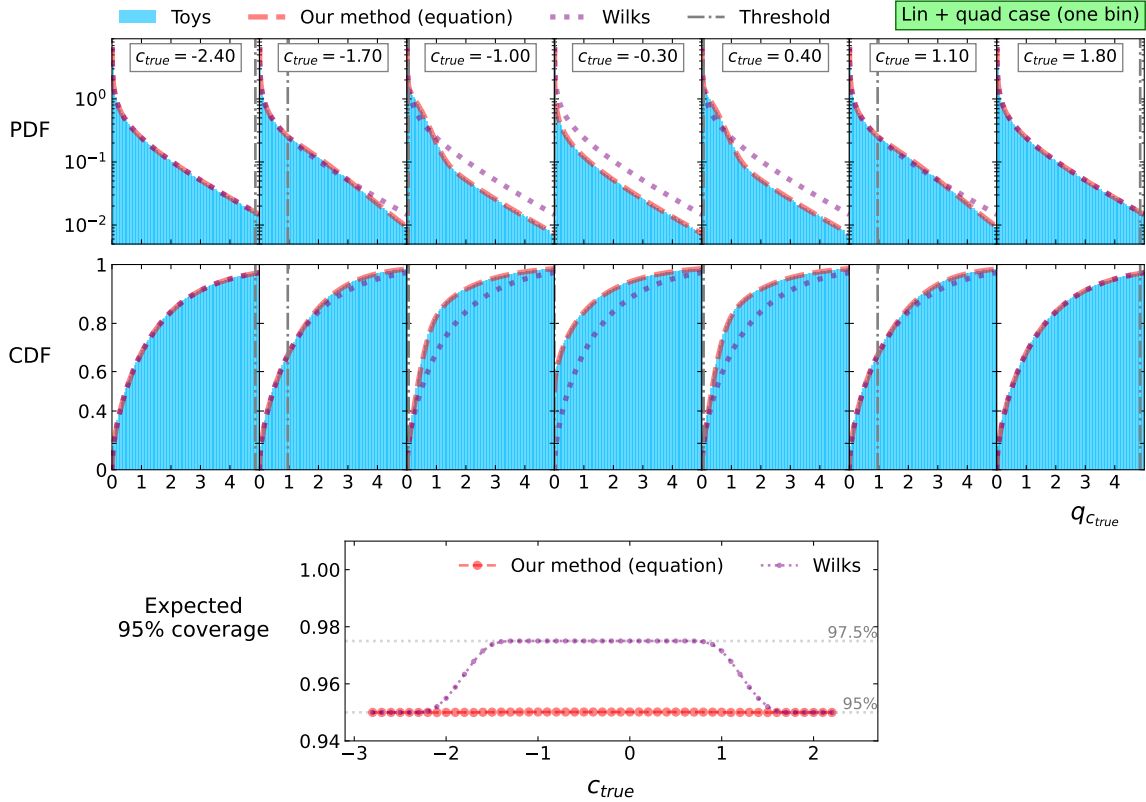 Toys Our method (equation) Wilks Threshold
Lin + quad case (one bin)
c_true = -2.40 c_true = -1.70 c_true = -1.00 c_true = -0.30 c_true = 0.40 c_true = 1.10 c_true = 1.80
PDF
10^0
10^-1
10^-2
CDF
1
0.8
0.6
0.4
0
0 1 2 3 4 0 1 2 3 4 0 1 2 3 4 0 1 2 3 4 0 1 2 3 4 0 1 2 3 4 0 1 2 3 4
q_c_true
Expected
95% coverage
Our method (equation) Wilks
1.00
0.98
0.96
0.94
97.5%
95%
−3 −2 −1 0 1 2
c_true